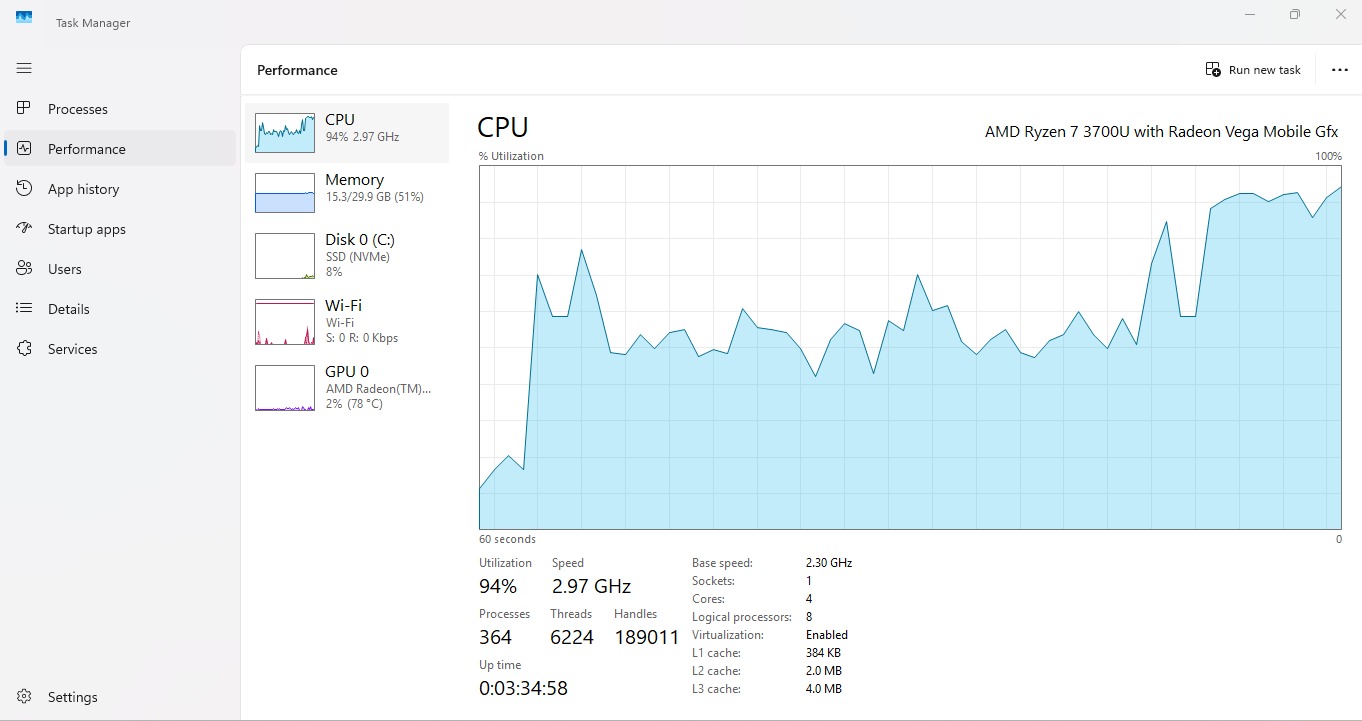 Task Manager
Performance
Run new task
Processes
Performance
App history
Startup apps
Users
Details
Services
Settings
CPU
94% 2.97 GHz
Memory
15.3/29.9 GB (51%)
Disk 0 (C:)
SSD (NVMe)
8%
Wi-Fi
Wi-Fi
S: 0 R: 0 Kbps
GPU 0
AMD Radeon(TM)...
2% (78 °C)
CPU
AMD Ryzen 7 3700U with Radeon Vega Mobile Gfx
% Utilization 100%
60 seconds 0
Utilization Speed
94% 2.97 GHz
Processes Threads Handles
364 6224 189011
Up time
0:03:34:58
Base speed: 2.30 GHz
Sockets: 1
Cores: 4
Logical processors: 8
Virtualization: Enabled
L1 cache: 384 KB
L2 cache: 2.0 MB
L3 cache: 4.0 MB